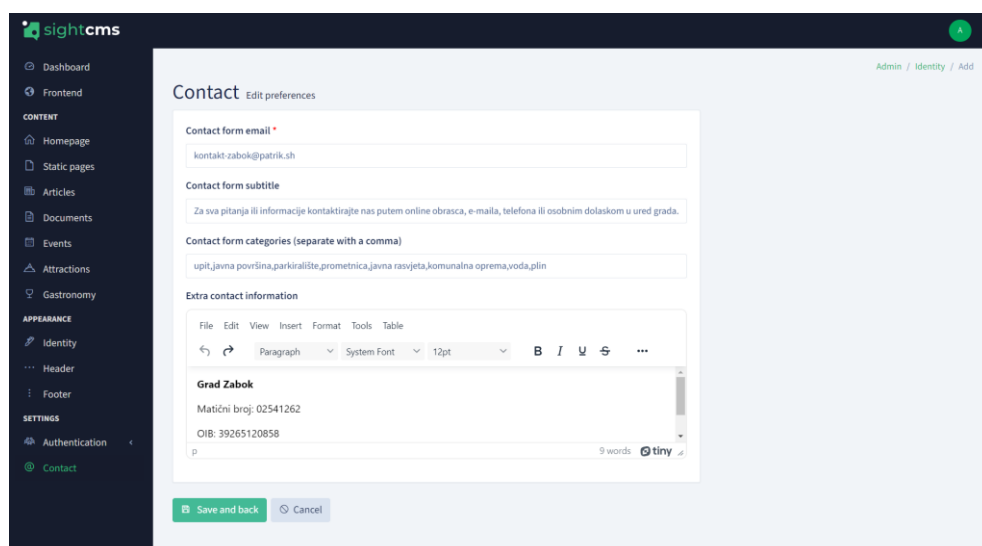 sightcms
A
Dashboard
Frontend
CONTENT
Homepage
Static pages
Articles
Documents
Events
Attractions
Gastronomy
APPEARANCE
Identity
Header
Footer
SETTINGS
Authentication
Contact
Admin / Identity / Add
Contact Edit preferences
Contact form email *
kontakt-zabok@patrik.sh
Contact form subtitle
Za sva pitanja ili informacije kontaktirajte nas putem online obrasca, e-maila, telefona ili osobnim dolaskom u ured grada.
Contact form categories (separate with a comma)
upit,javna površina,parkiralište,prometnica,javna rasvjeta,komunalna oprema,voda,plin
Extra contact information
File Edit View Insert Format Tools Table
Paragraph System Font 12pt B I U S ...
Grad Zabok
Matični broj: 02541262
OIB: 39265120858
p 9 words tiny
Save and back Cancel